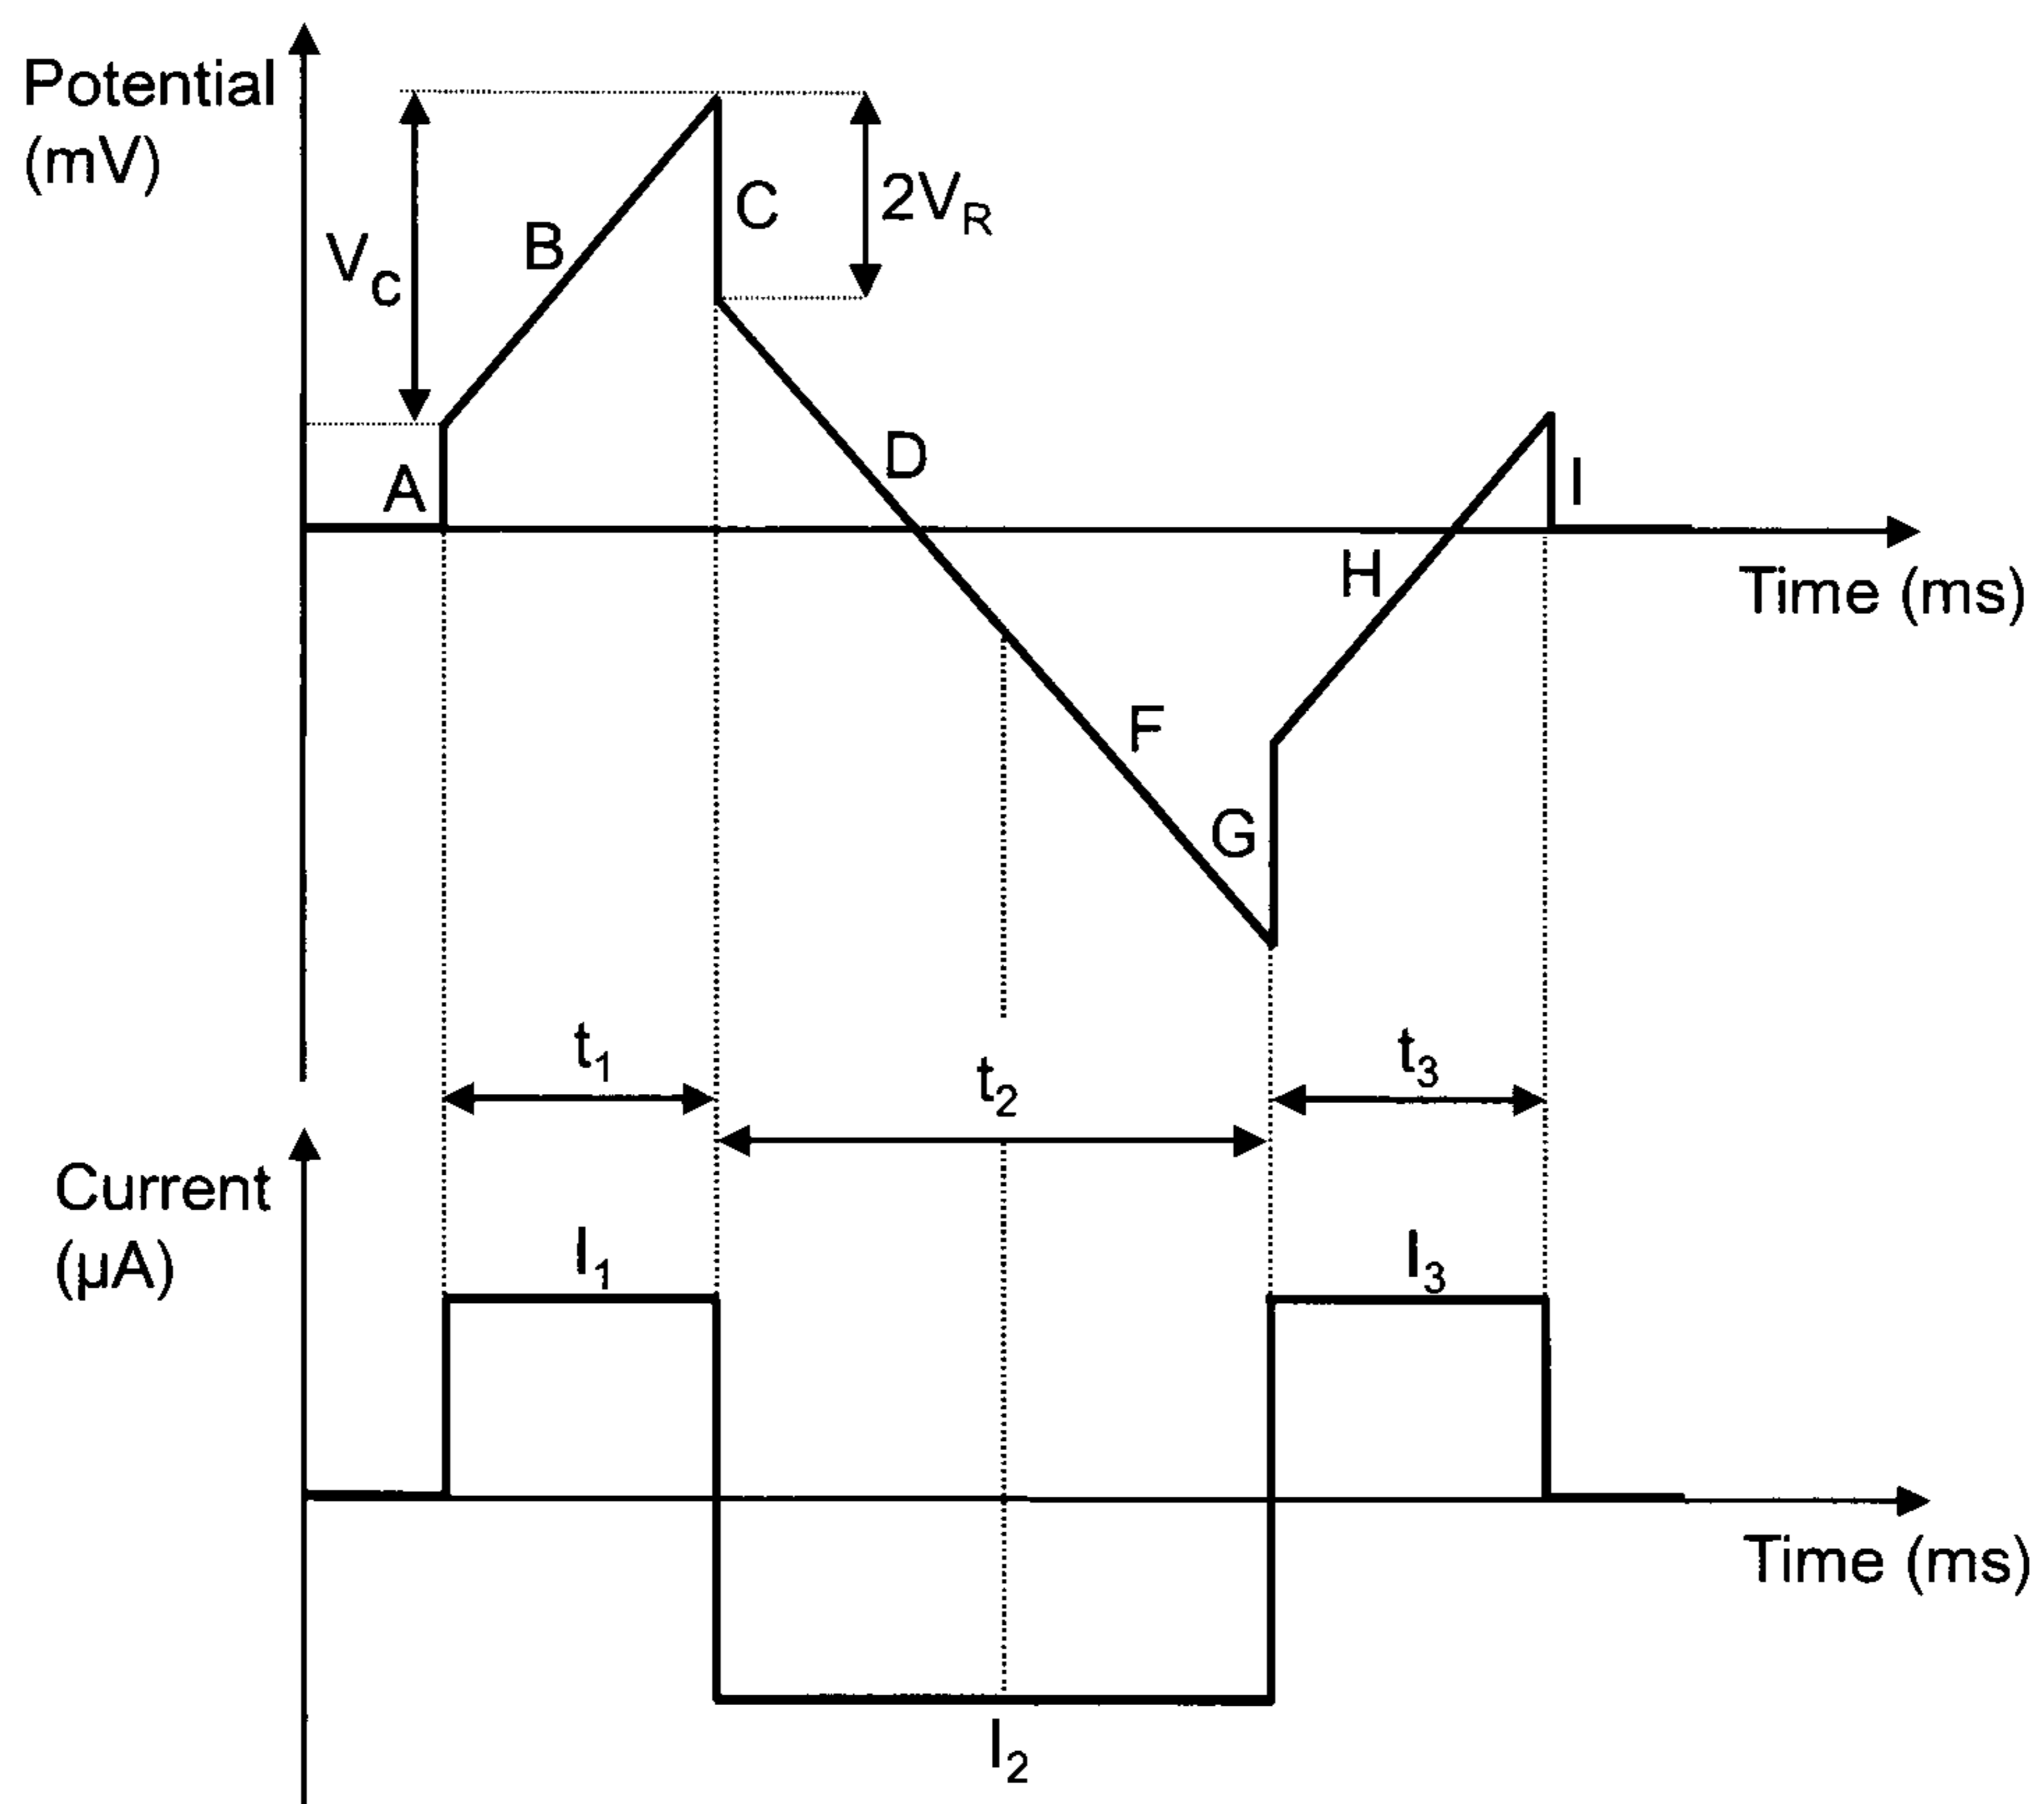 Potential
(mV)
V_C
B
C
2V_R
A
D
I
H
Time (ms)
F
G
t_1
t_2
t_3
Current
(μA)
I_1
I_3
Time (ms)
I_2